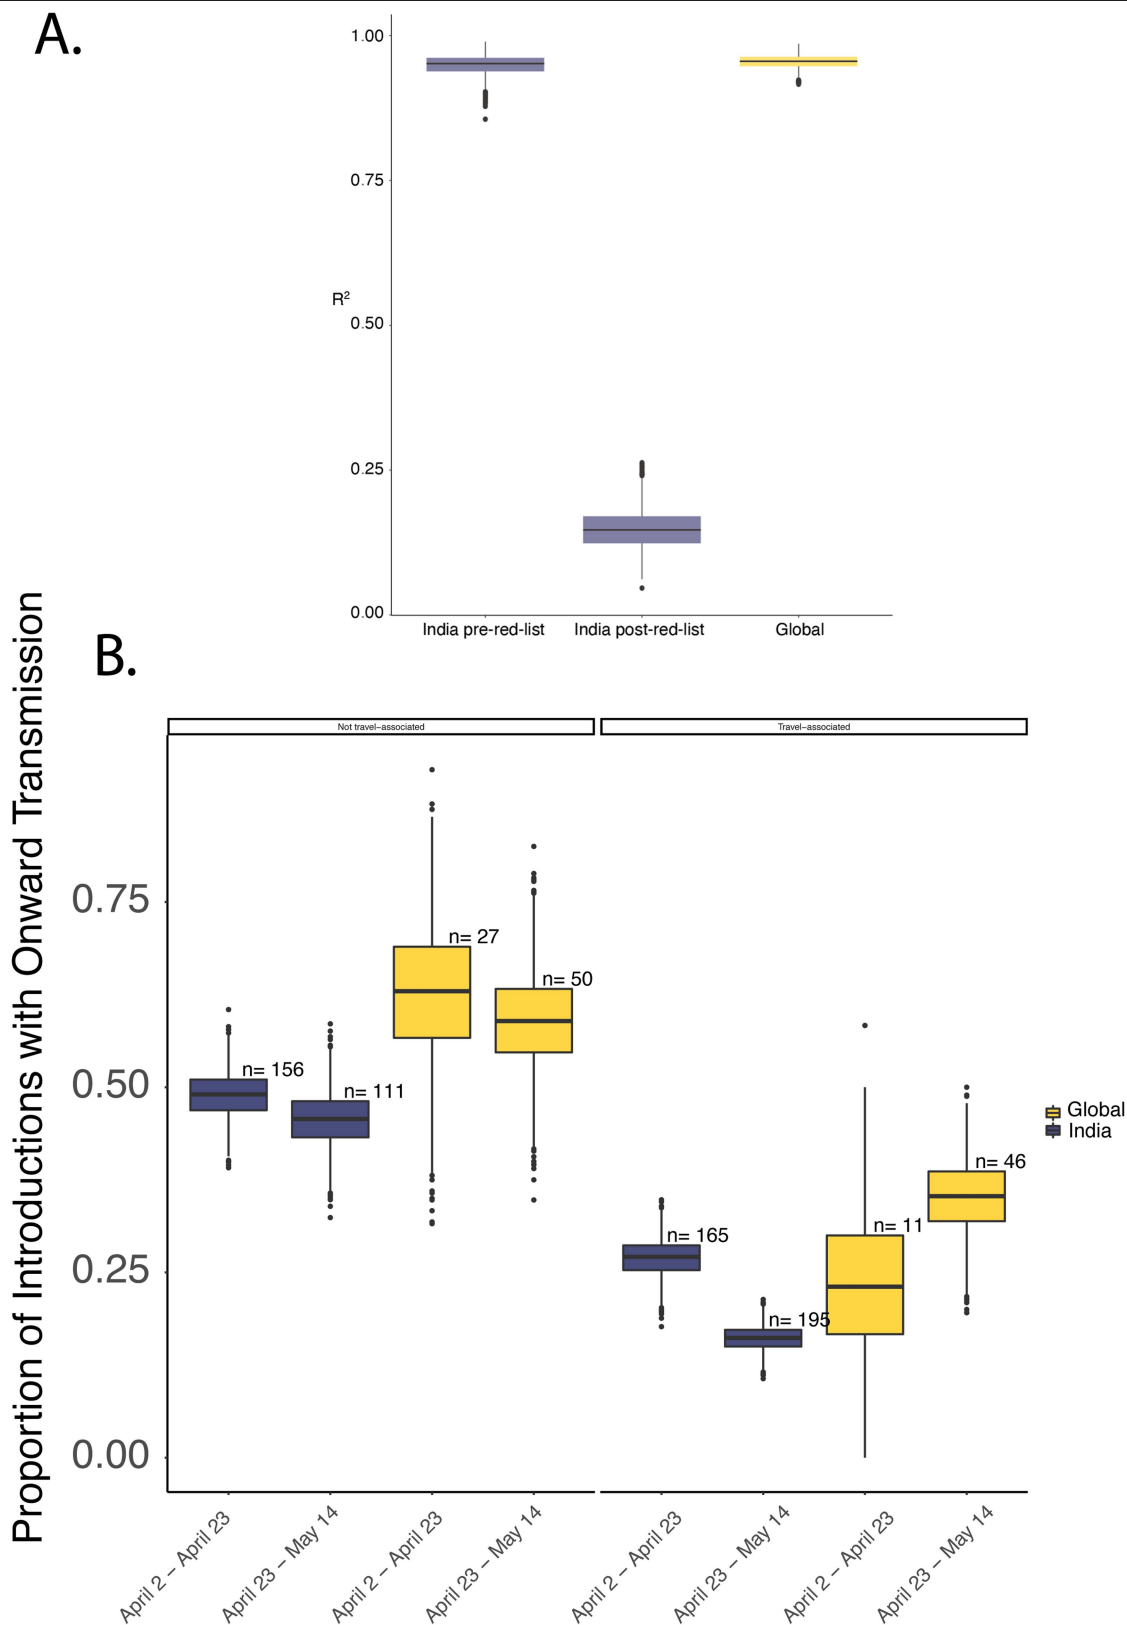 A.
1.00
0.75
R²
0.50
0.25
0.00
India pre-red-list
India post-red-list
Global
B.
Proportion of Introductions with Onward Transmission
Not travel−associated
Travel−associated
0.75
0.50
0.25
0.00
n= 156
n= 111
n= 27
n= 50
n= 165
n= 195
n= 11
n= 46
Global
India
April 2 − April 23
April 23 − May 14
April 2 − April 23
April 23 − May 14
April 2 − April 23
April 23 − May 14
April 2 − April 23
April 23 − May 14